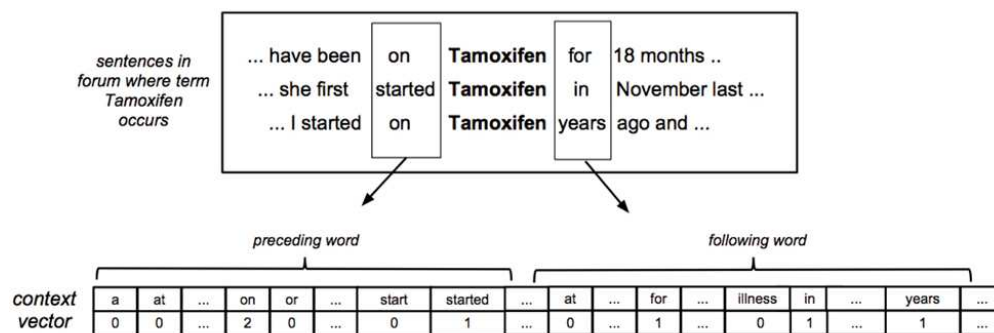 sentences in
forum where term
Tamoxifen
occurs
... have been on Tamoxifen for 18 months ..
... she first started Tamoxifen in November last ...
... I started on Tamoxifen years ago and ...
preceding word
following word
context a at ... on or ... start started ... at ... for ... illness in ... years ...
vector 0 0 ... 2 0 ... 0 1 ... 0 ... 1 ... 0 1 ... 1 ...